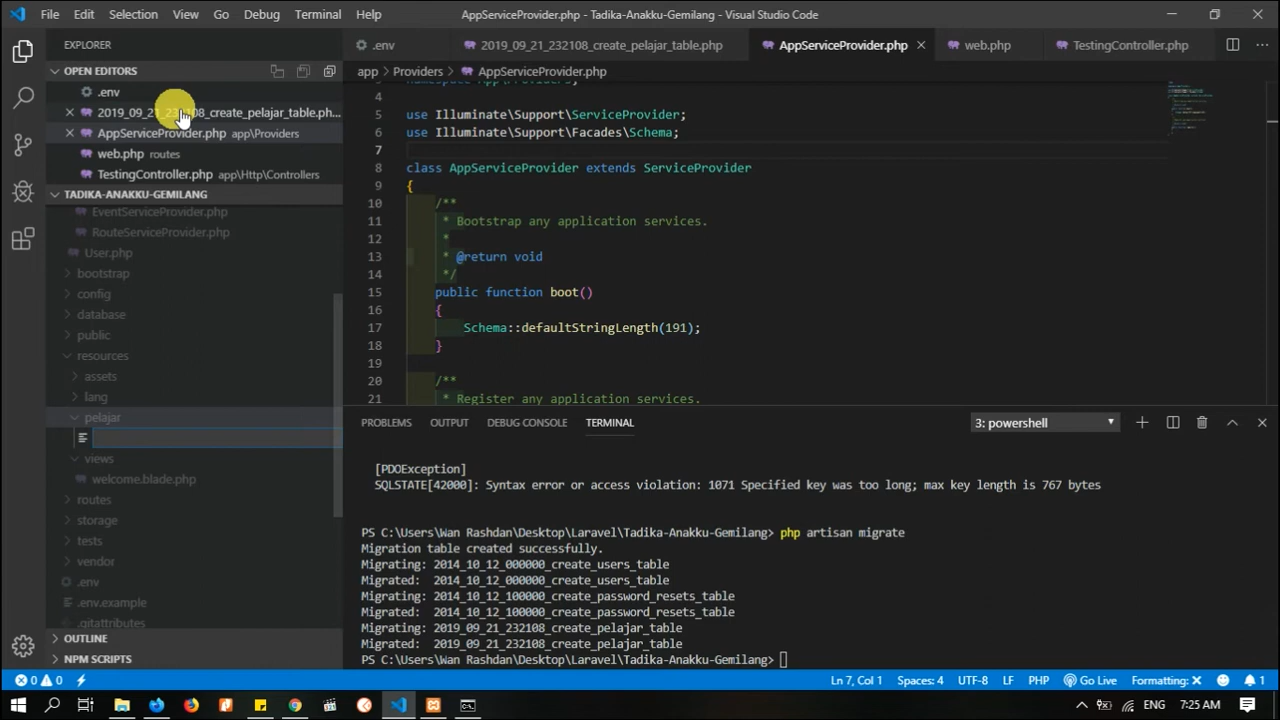 File Edit Selection View Go Debug Terminal Help AppServiceProvider.php - Tadika-Anakku-Gemilang - Visual Studio Code
EXPLORER
OPEN EDITORS
.env
2019_09_21_232108_create_pelajar_table.ph...
AppServiceProvider.php app\Providers
web.php routes
TestingController.php app\Http\Controllers
TADIKA-ANAKKU-GEMILANG
EventServiceProvider.php
RouteServiceProvider.php
User.php
bootstrap
config
database
public
resources
assets
lang
pelajar
views
welcome.blade.php
routes
storage
tests
vendor
.env
.env.example
.gitattributes
OUTLINE
NPM SCRIPTS
.env 2019_09_21_232108_create_pelajar_table.php AppServiceProvider.php web.php TestingController.php
app > Providers > AppServiceProvider.php
4
5 use Illuminate\Support\ServiceProvider;
6 use Illuminate\Support\Facades\Schema;
7
8 class AppServiceProvider extends ServiceProvider
9 {
10 /**
11 * Bootstrap any application services.
12 *
13 * @return void
14 */
15 public function boot()
16 {
17 Schema::defaultStringLength(191);
18 }
19
20 /**
21 * Register any application services.
PROBLEMS OUTPUT DEBUG CONSOLE TERMINAL 3: powershell
[PDOException]
SQLSTATE[42000]: Syntax error or access violation: 1071 Specified key was too long; max key length is 767 bytes
PS C:\Users\Wan Rashdan\Desktop\Laravel\Tadika-Anakku-Gemilang> php artisan migrate
Migration table created successfully.
Migrating: 2014_10_12_000000_create_users_table
Migrated: 2014_10_12_000000_create_users_table
Migrating: 2014_10_12_100000_create_password_resets_table
Migrated: 2014_10_12_100000_create_password_resets_table
Migrating: 2019_09_21_232108_create_pelajar_table
Migrated: 2019_09_21_232108_create_pelajar_table
PS C:\Users\Wan Rashdan\Desktop\Laravel\Tadika-Anakku-Gemilang>
0 0 Ln 7, Col 1 Spaces: 4 UTF-8 LF PHP Go Live Formatting: 1
ENG 7:25 AM